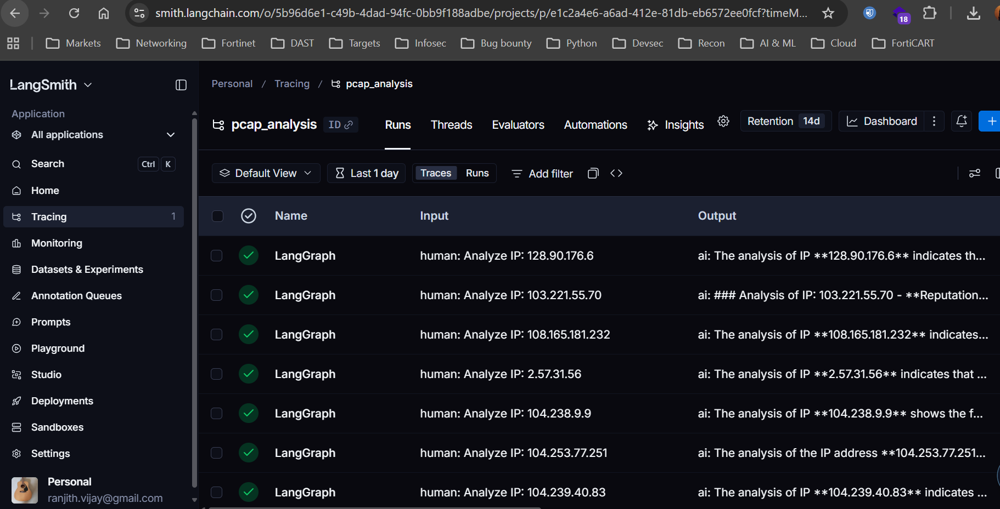 smith.langchain.com/o/5b96d6e1-c49b-4dad-94fc-0bb9f188adbe/projects/p/e1c2a4e6-a6ad-412e-81db-eb6572ee0fcf?timeM...
18
Markets
Networking
Fortinet
DAST
Targets
Infosec
Bug bounty
Python
Devsec
Recon
AI & ML
Cloud
FortiCART
LangSmith
Application
All applications
Search Ctrl K
Home
Tracing 1
Monitoring
Datasets & Experiments
Annotation Queues
Prompts
Playground
Studio
Deployments
Sandboxes
Settings
Personal
ranjith.vijay@gmail.com
Personal / Tracing / pcap_analysis
pcap_analysis ID
Runs
Threads
Evaluators
Automations
Insights
Retention 14d
Dashboard
Default View
Last 1 day
Traces Runs
Add filter
Name Input Output
LangGraph human: Analyze IP: 128.90.176.6 ai: The analysis of IP **128.90.176.6** indicates th...
LangGraph human: Analyze IP: 103.221.55.70 ai: ### Analysis of IP: 103.221.55.70 - **Reputation...
LangGraph human: Analyze IP: 108.165.181.232 ai: The analysis of IP **108.165.181.232** indicates...
LangGraph human: Analyze IP: 2.57.31.56 ai: The analysis of IP **2.57.31.56** indicates that ...
LangGraph human: Analyze IP: 104.238.9.9 ai: The analysis of IP **104.238.9.9** shows the f...
LangGraph human: Analyze IP: 104.253.77.251 ai: The analysis of the IP address **104.253.77.251...
LangGraph human: Analyze IP: 104.239.40.83 ai: The analysis of IP **104.239.40.83** indicates ...